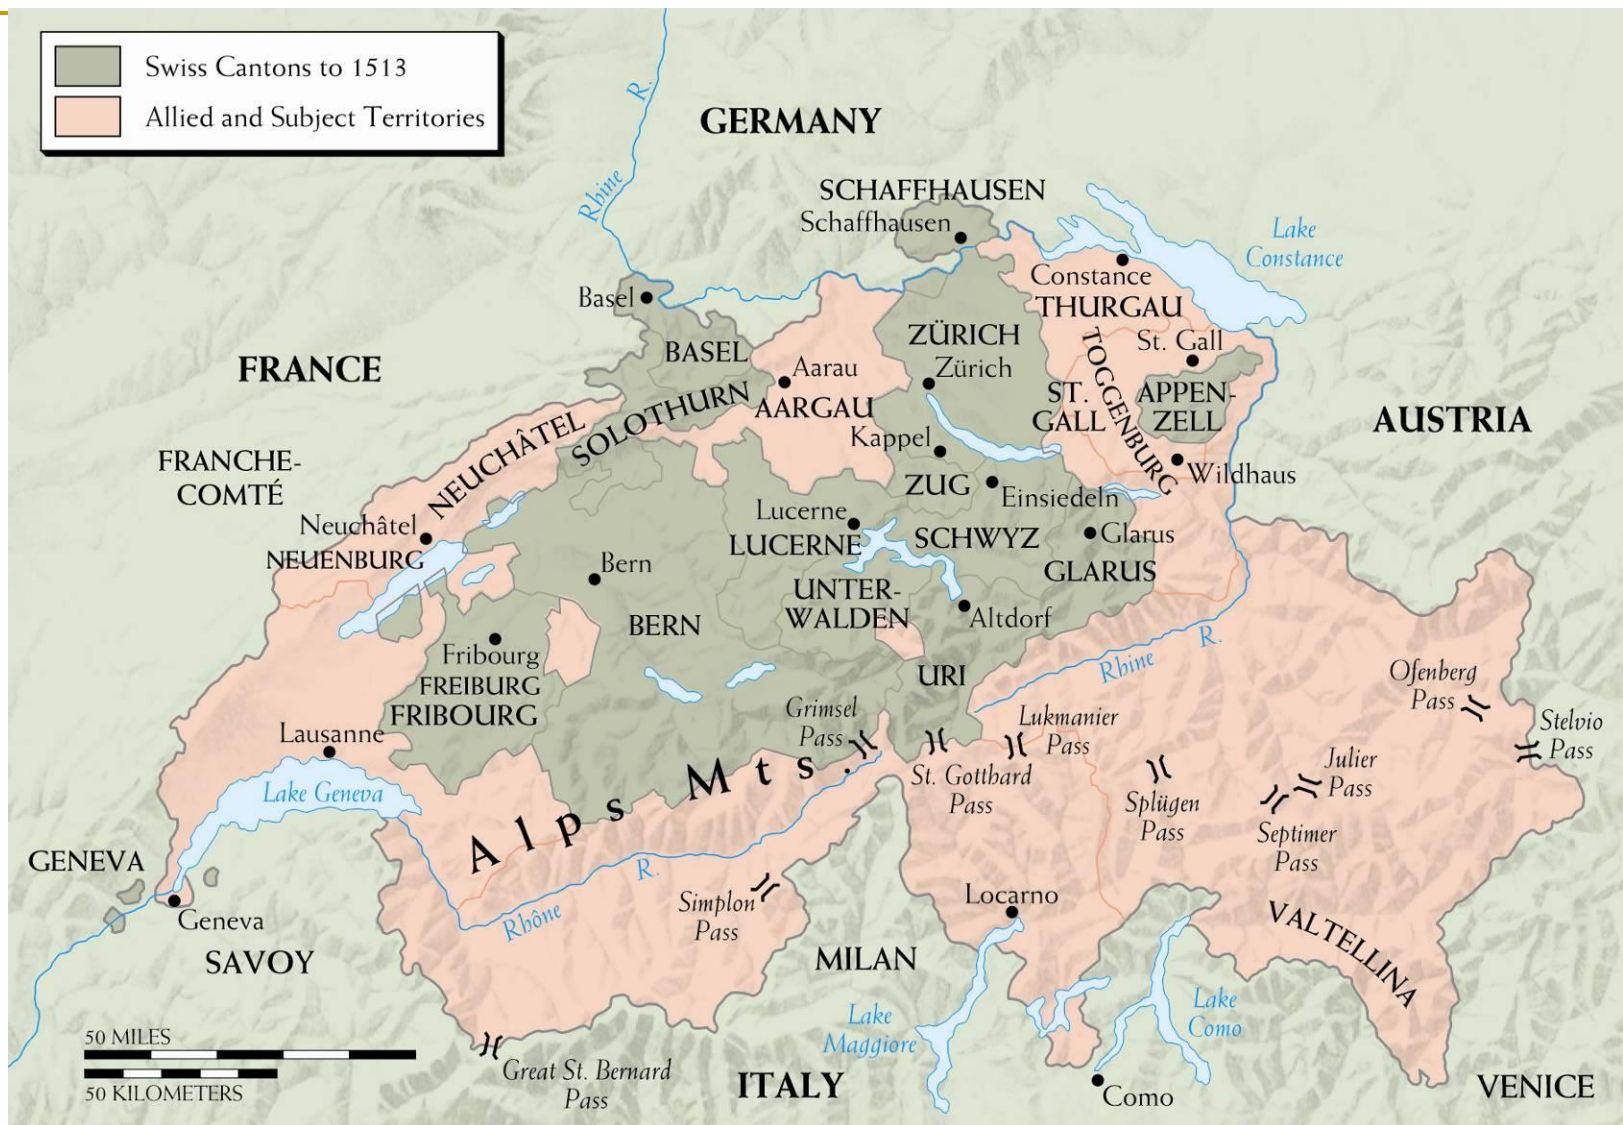 Swiss Cantons to 1513
Allied and Subject Territories
R.
Rhine
GERMANY
SCHAFFHAUSEN
Schaffhausen
Lake
Constance
Constance
THURGAU
Basel
BASEL
ZÜRICH
Zürich
TOGGENBURG
St. Gall
FRANCE
Aarau
AARGAU
SOLOTHURN
ST.
GALL
APPEN-
ZELL
AUSTRIA
NEUCHÂTEL
Kappel
FRANCHE-
COMTÉ
ZUG
Einsiedeln
Wildhaus
Neuchâtel
NEUENBURG
Lucerne
LUCERNE
SCHWYZ
Glarus
GLARUS
Bern
BERN
UNTER-
WALDEN
Altdorf
Fribourg
FREIBURG
FRIBOURG
URI
Rhine
R.
Ofenberg
Pass
Grimsel
Pass
Lukmanier
Pass
Stelvio
Pass
Lausanne
Alps Mts.
St. Gotthard
Pass
Julier
Pass
Splügen
Pass
Septimer
Pass
Lake Geneva
GENEVA
Geneva
R.
Rhône
Simplon
Pass
Locarno
VALTELLINA
SAVOY
MILAN
Lake
Maggiore
Lake
Como
50 MILES
50 KILOMETERS
Great St. Bernard
Pass
ITALY
Como
VENICE